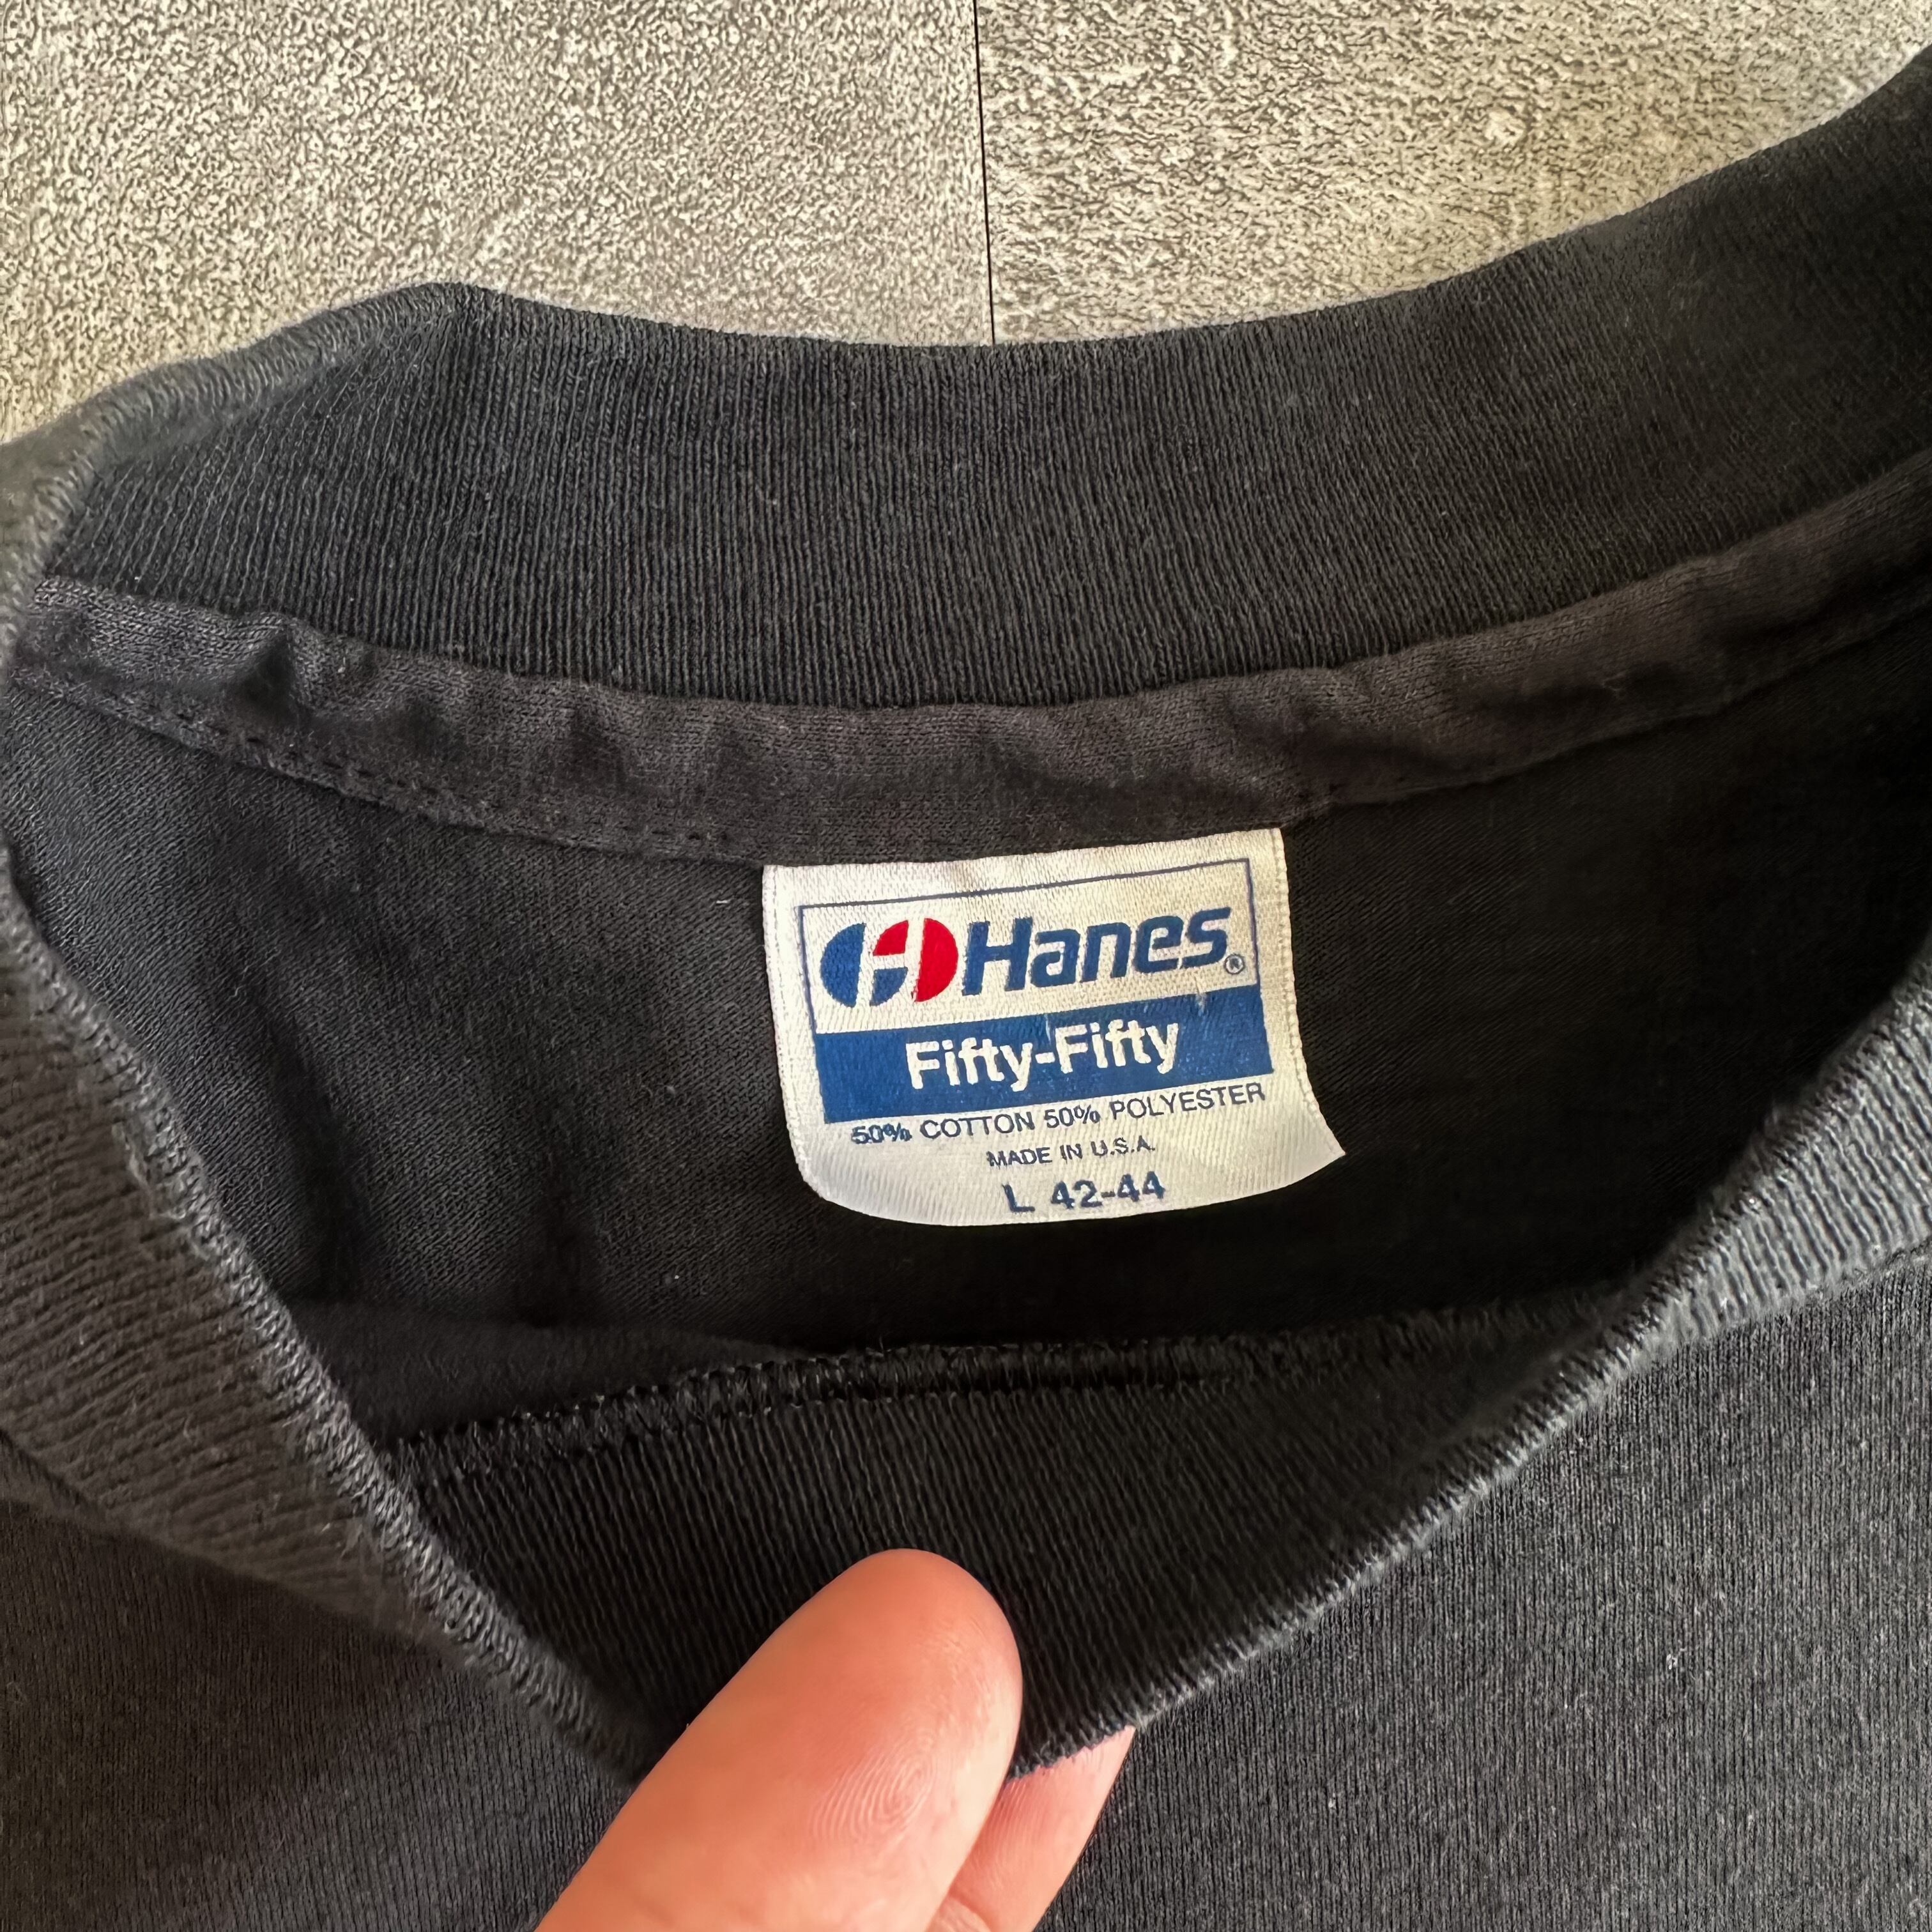 Hanes®
Fifty-Fifty
50% COTTON 50% POLYESTER
MADE IN U.S.A.
L 42-44